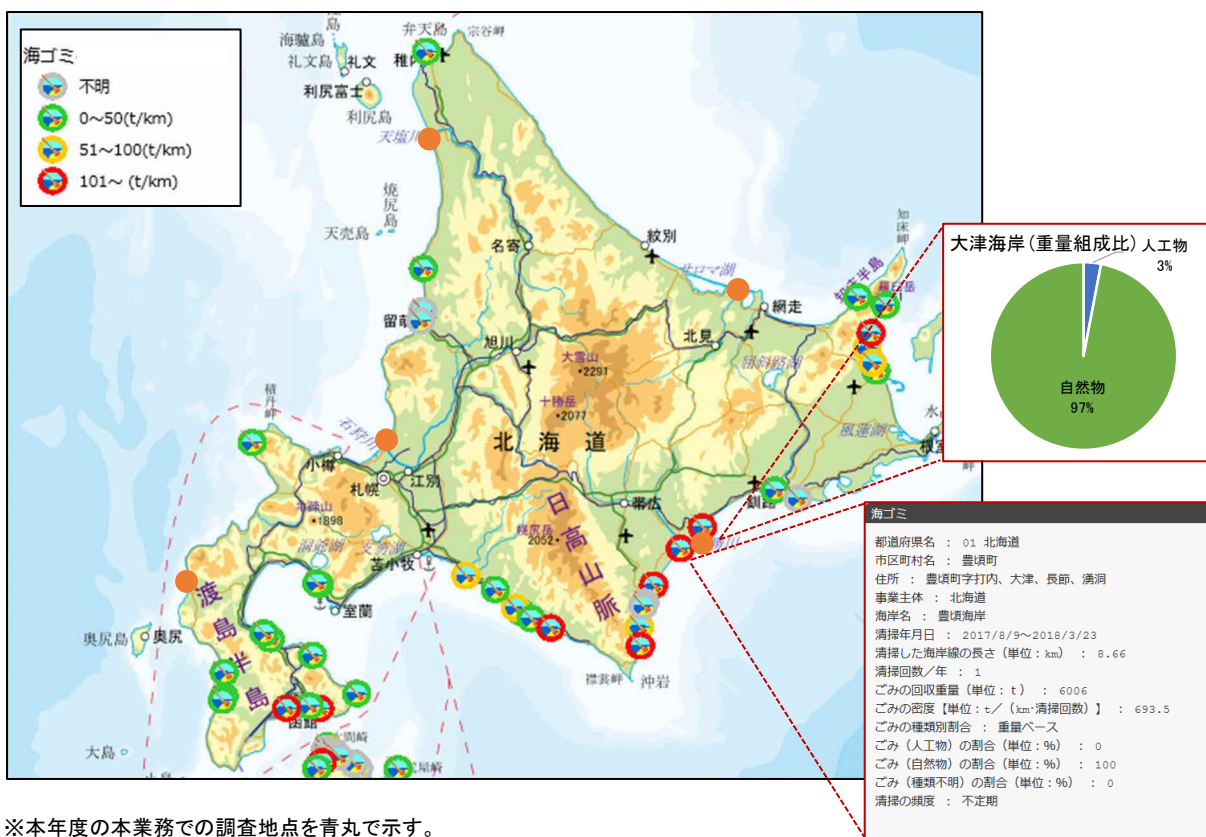 海ゴミ
不明
0～50(t/km)
51～100(t/km)
101～ (t/km)
海驢島
礼文島
礼文
利尻富士
利尻島
弁天島
宗谷岬
稚内
天塩川
焼尻島
天売島
名寄
紋別
サロマ湖
網走
知床岬
知床半島
羅臼岳
留萌
旭川
大雪山
•2291
北見
屈斜路湖
十勝岳
•2077
北海道
積丹岬
小樽
石狩川
札幌
江別
風蓮湖
帯広
釧路
•1898
洞爺湖
支笏湖
苫小牧
室蘭
幌尻岳
2052•
日高山脈
襟裳岬
沖岩
渡島半島
奥尻島
奥尻
函館
大島
大津海岸（重量組成比）
人工物
3%
自然物
97%
海ゴミ
都道府県名 ： 01 北海道
市区町村名 ： 豊頃町
住所 ： 豊頃町字打内、大津、長節、湧洞
事業主体 ： 北海道
海岸名 ： 豊頃海岸
清掃年月日 ： 2017/8/9～2018/3/23
清掃した海岸線の長さ（単位：km） ： 8.66
清掃回数／年 ： 1
ごみの回収重量（単位：t） ： 6006
ごみの密度【単位：t／（km･清掃回数）】 ： 693.5
ごみの種類別割合 ： 重量ベース
ごみ（人工物）の割合（単位：%） ： 0
ごみ（自然物）の割合（単位：%） ： 100
ごみ（種類不明）の割合（単位：%） ： 0
清掃の頻度 ： 不定期
※本年度の本業務での調査地点を青丸で示す。